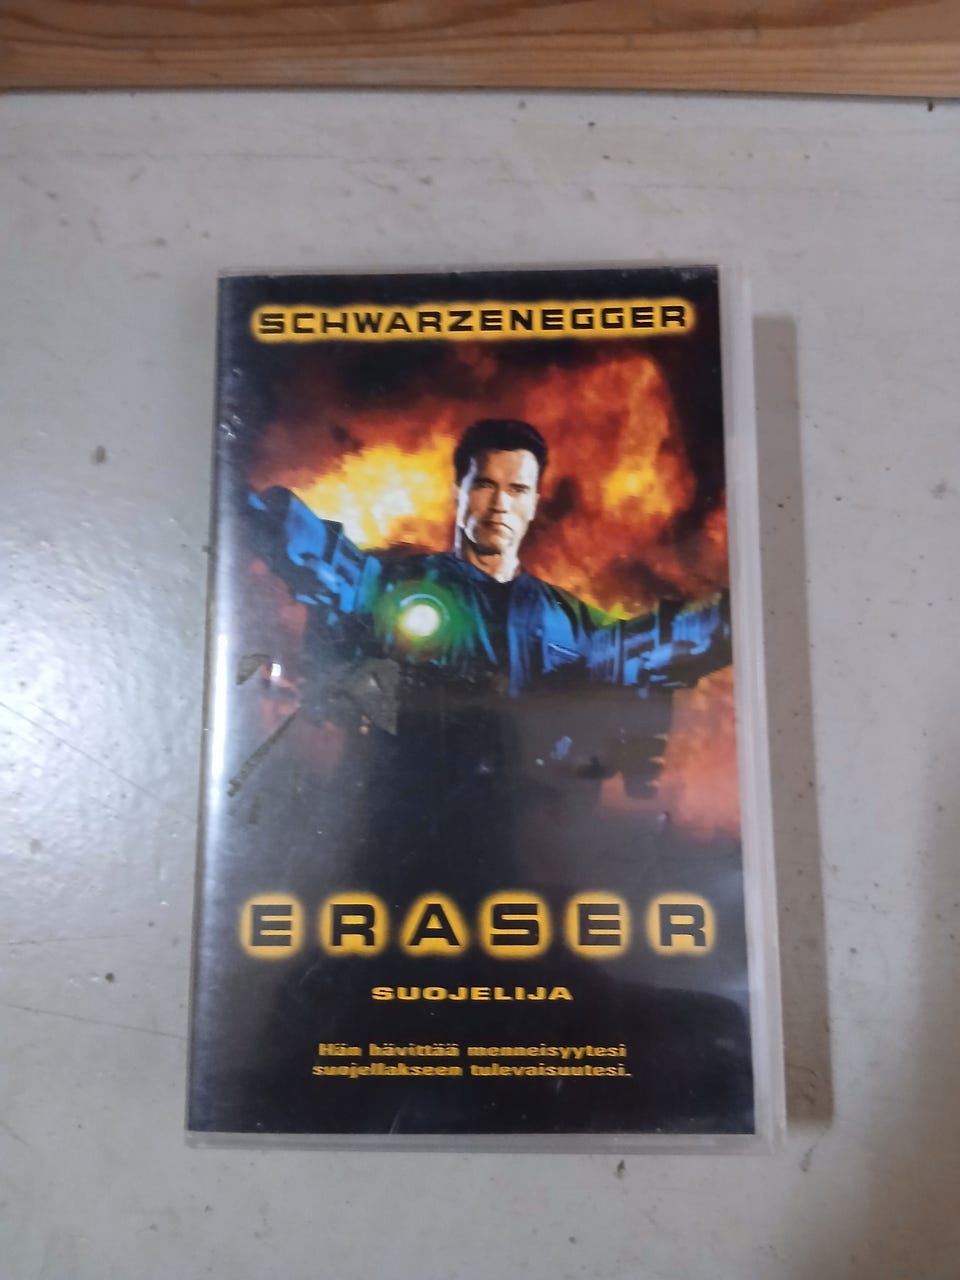 SCHWARZENEGGER
ERASER
SUOJELIJA
Hän hävittää menneisyytesi
suojellakseen tulevaisuutesi.